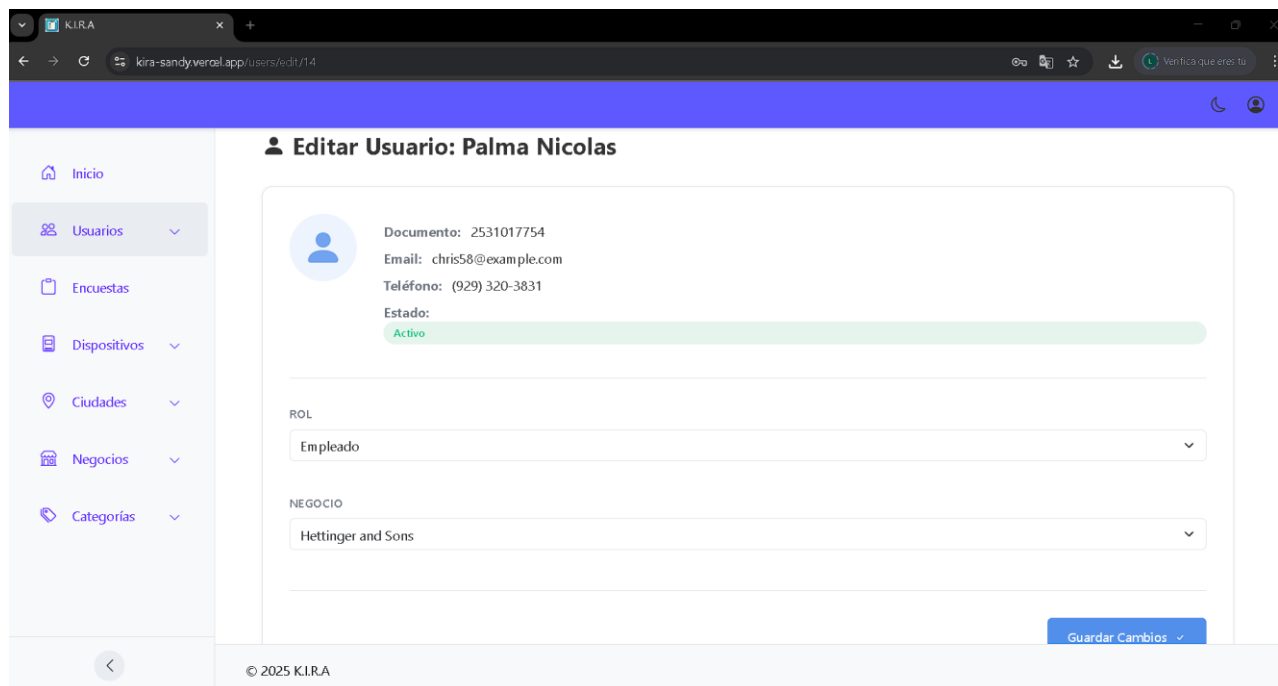 K.I.R.A
kira-sandy.vercel.app/users/edit/14
Verifica que eres tú
Editar Usuario: Palma Nicolas
Inicio
Usuarios
Encuestas
Dispositivos
Ciudades
Negocios
Categorías
Documento: 2531017754
Email: chris58@example.com
Teléfono: (929) 320-3831
Estado:
Activo
ROL
Empleado
NEGOCIO
Hettinger and Sons
Guardar Cambios
© 2025 K.I.R.A